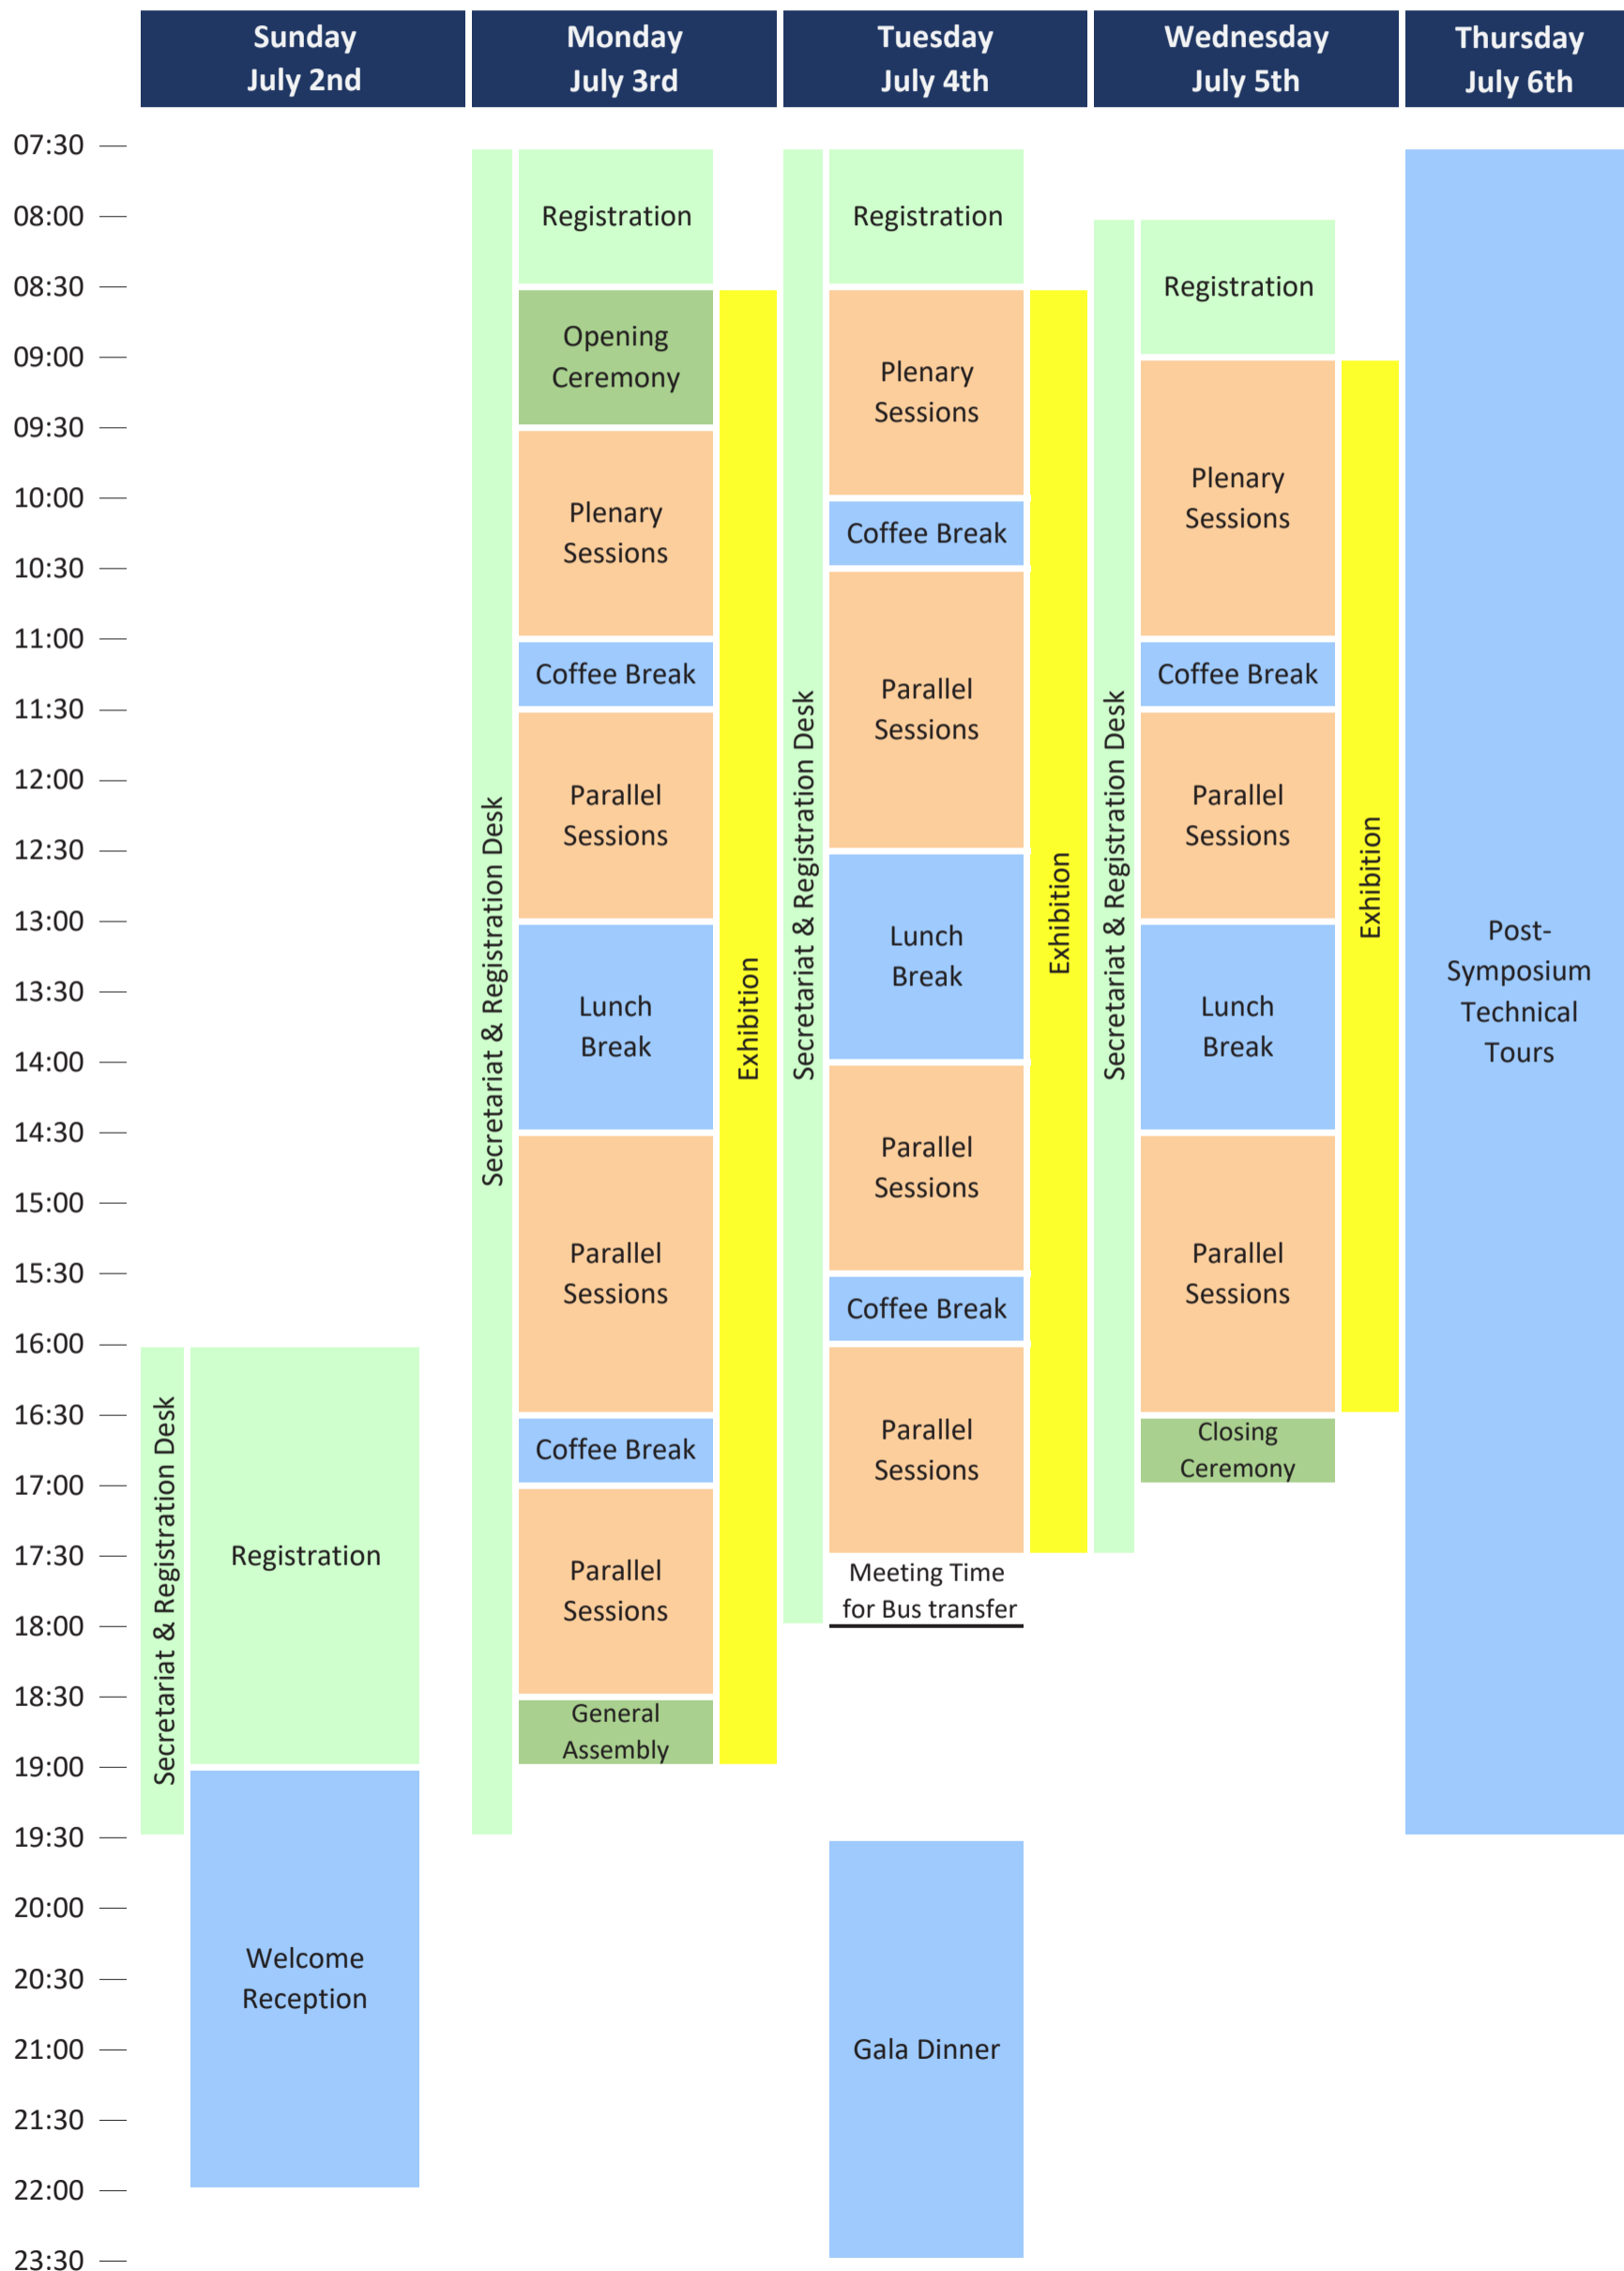 Sunday
July 2nd
Monday
July 3rd
Tuesday
July 4th
Wednesday
July 5th
Thursday
July 6th
07:30
08:00
08:30
09:00
09:30
10:00
10:30
11:00
11:30
12:00
12:30
13:00
13:30
14:00
14:30
15:00
15:30
16:00
16:30
17:00
17:30
18:00
18:30
19:00
19:30
20:00
20:30
21:00
21:30
22:00
23:30
Secretariat & Registration Desk
Registration
Welcome
Reception
Secretariat & Registration Desk
Registration
Opening
Ceremony
Plenary
Sessions
Coffee Break
Parallel
Sessions
Lunch
Break
Parallel
Sessions
Coffee Break
Parallel
Sessions
General
Assembly
Exhibition
Secretariat & Registration Desk
Registration
Plenary
Sessions
Coffee Break
Parallel
Sessions
Lunch
Break
Parallel
Sessions
Coffee Break
Parallel
Sessions
Meeting Time
for Bus transfer
Gala Dinner
Exhibition
Secretariat & Registration Desk
Registration
Plenary
Sessions
Coffee Break
Parallel
Sessions
Lunch
Break
Parallel
Sessions
Closing
Ceremony
Exhibition
Post-
Symposium
Technical
Tours